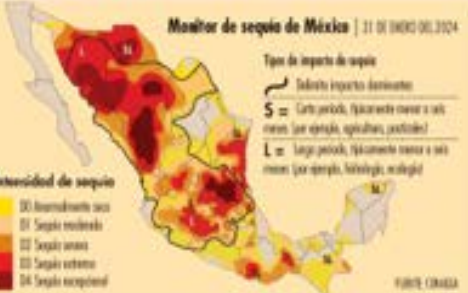 Monitor de sequía de México | 31 DE ENERO DEL 2024
Tipos de impacto de sequía
Delimita impactos dominantes
S = Corto periodo, típicamente menor a seis
meses (por ejemplo, agricultura, pastizales)
L = Largo periodo, típicamente mayor a seis
meses (por ejemplo, hidrología, ecología)
Intensidad de sequía
D0 Anormalmente seco
D1 Sequía moderada
D2 Sequía severa
D3 Sequía extrema
D4 Sequía excepcional
L
FUENTE: CONAGUA